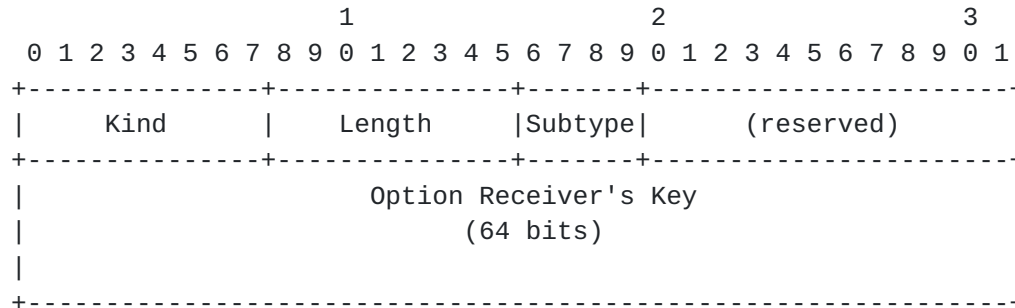 1                   2                   3
 0 1 2 3 4 5 6 7 8 9 0 1 2 3 4 5 6 7 8 9 0 1 2 3 4 5 6 7 8 9 0 1
+---------------+---------------+-------+-----------------------+
|     Kind      |    Length     |Subtype|      (reserved)
+---------------+---------------+-------+-----------------------+
|                      Option Receiver's Key
|                            (64 bits)
|
+---------------------------------------------------------------+